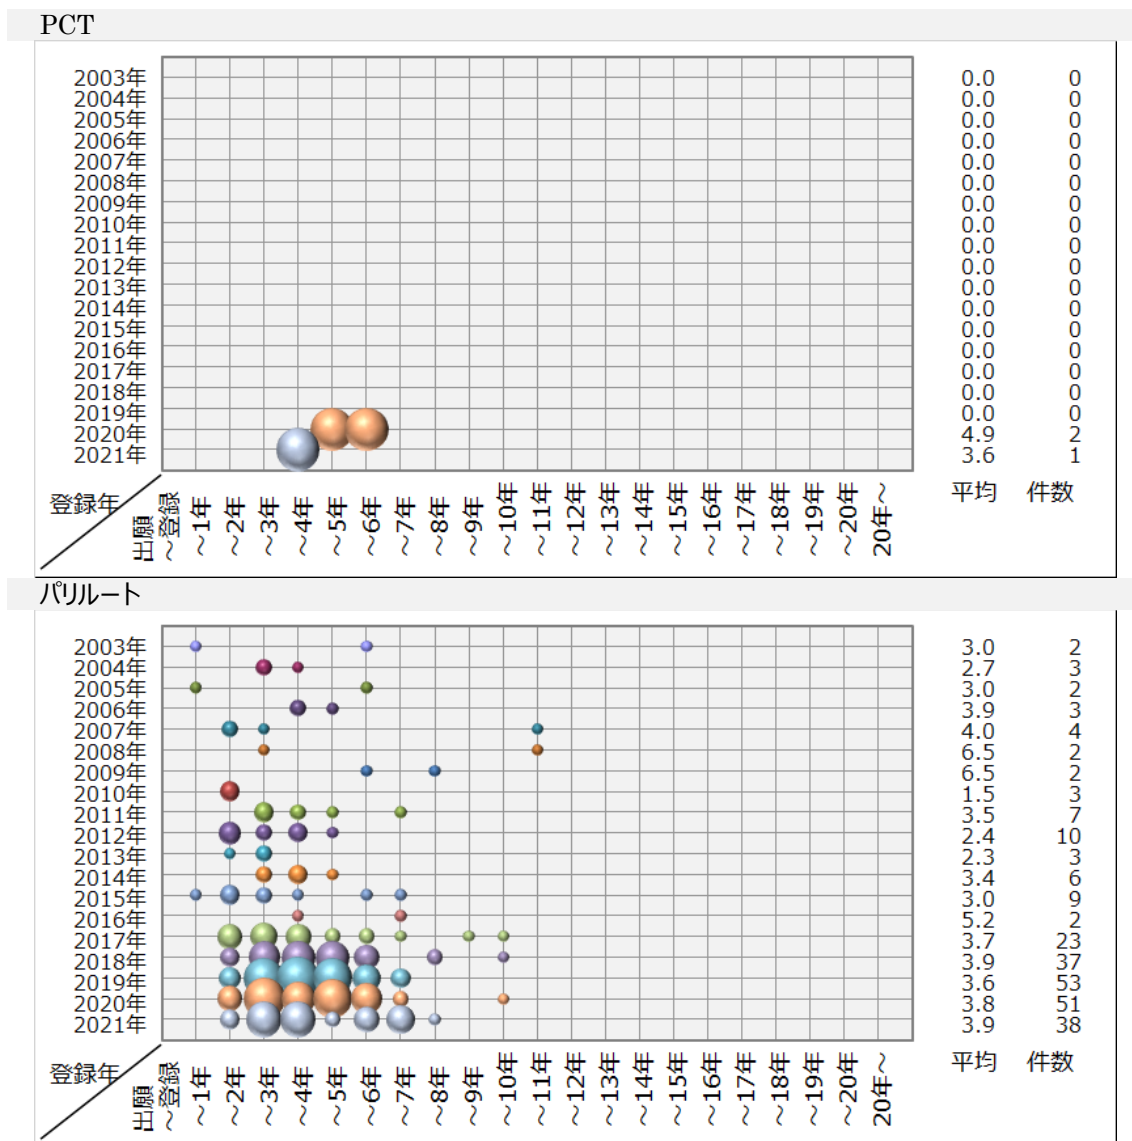 PCT
2003年 0.0 0
2004年 0.0 0
2005年 0.0 0
2006年 0.0 0
2007年 0.0 0
2008年 0.0 0
2009年 0.0 0
2010年 0.0 0
2011年 0.0 0
2012年 0.0 0
2013年 0.0 0
2014年 0.0 0
2015年 0.0 0
2016年 0.0 0
2017年 0.0 0
2018年 0.0 0
2019年 0.0 0
2020年 4.9 2
2021年 3.6 1
登録年
出願
～登録
～1年
～2年
～3年
～4年
～5年
～6年
～7年
～8年
～9年
～10年
～11年
～12年
～13年
～14年
～15年
～16年
～17年
～18年
～19年
～20年
20年～
平均 件数
パリルート
2003年 3.0 2
2004年 2.7 3
2005年 3.0 2
2006年 3.9 3
2007年 4.0 4
2008年 6.5 2
2009年 6.5 2
2010年 1.5 3
2011年 3.5 7
2012年 2.4 10
2013年 2.3 3
2014年 3.4 6
2015年 3.0 9
2016年 5.2 2
2017年 3.7 23
2018年 3.9 37
2019年 3.6 53
2020年 3.8 51
2021年 3.9 38
登録年
出願
～登録
～1年
～2年
～3年
～4年
～5年
～6年
～7年
～8年
～9年
～10年
～11年
～12年
～13年
～14年
～15年
～16年
～17年
～18年
～19年
～20年
20年～
平均 件数